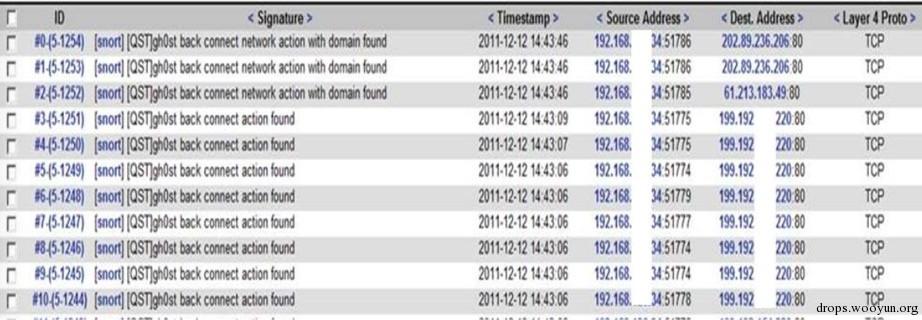 ID < Signature > < Timestamp > < Source Address > < Dest. Address > < Layer 4 Proto >
#0-(5-1254) [snort] [QST]gh0st back connect network action with domain found 2011-12-12 14:43:46 192.168. 34:51786 202.89.236.206:80 TCP
#1-(5-1253) [snort] [QST]gh0st back connect network action with domain found 2011-12-12 14:43:46 192.168. 34:51786 202.89.236.206:80 TCP
#2-(5-1252) [snort] [QST]gh0st back connect network action with domain found 2011-12-12 14:43:46 192.168. 34:51785 61.213.183.49:80 TCP
#3-(5-1251) [snort] [QST]gh0st back connect action found 2011-12-12 14:43:09 192.168. 34:51775 199.192 220:80 TCP
#4-(5-1250) [snort] [QST]gh0st back connect action found 2011-12-12 14:43:07 192.168. 34:51775 199.192 220:80 TCP
#5-(5-1249) [snort] [QST]gh0st back connect action found 2011-12-12 14:43:06 192.168. 34:51774 199.192 220:80 TCP
#6-(5-1248) [snort] [QST]gh0st back connect action found 2011-12-12 14:43:06 192.168. 34:51779 199.192 220:80 TCP
#7-(5-1247) [snort] [QST]gh0st back connect action found 2011-12-12 14:43:06 192.168. 34:51777 199.192 220:80 TCP
#8-(5-1246) [snort] [QST]gh0st back connect action found 2011-12-12 14:43:06 192.168. 34:51774 199.192 220:80 TCP
#9-(5-1245) [snort] [QST]gh0st back connect action found 2011-12-12 14:43:06 192.168. 34:51774 199.192 220:80 TCP
#10-(5-1244) [snort] [QST]gh0st back connect action found 2011-12-12 14:43:06 192.168. 34:51778 199.192 220:80 TCP
drops.wooyun.org